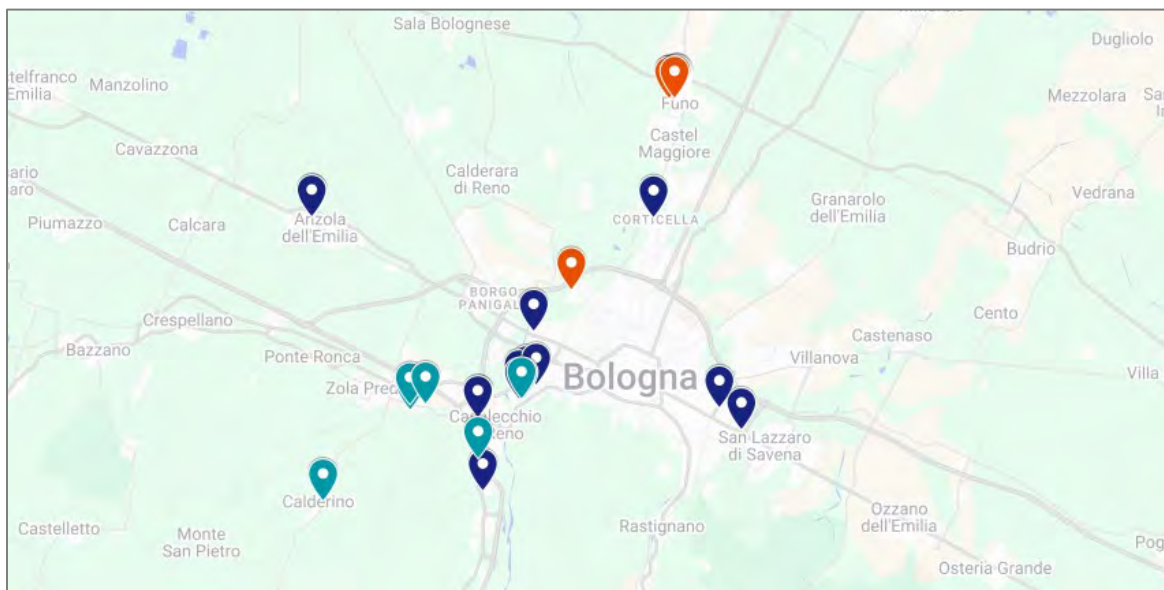 Sala Bolognese
Dugliolo
Manzolino
Emilia
Mezzolara
Funo
Castel
Maggiore
Cavazzona
Calderara
di Reno
Vedrana
Granarolo
dell'Emilia
CORTICELLA
Piumazzo
Calcara
Anzola
dell'Emilia
Budrio
BORGO
Cento
Crespellano
Castenaso
Bazzano
Ponte Ronca
Villanova
Villa
Zola Pred
Bologna
San Lazzaro
di Savena
Calderino
Castelletto
Monte
San Pietro
Rastignano
Ozzano
dell'Emilia
Osteria Grande